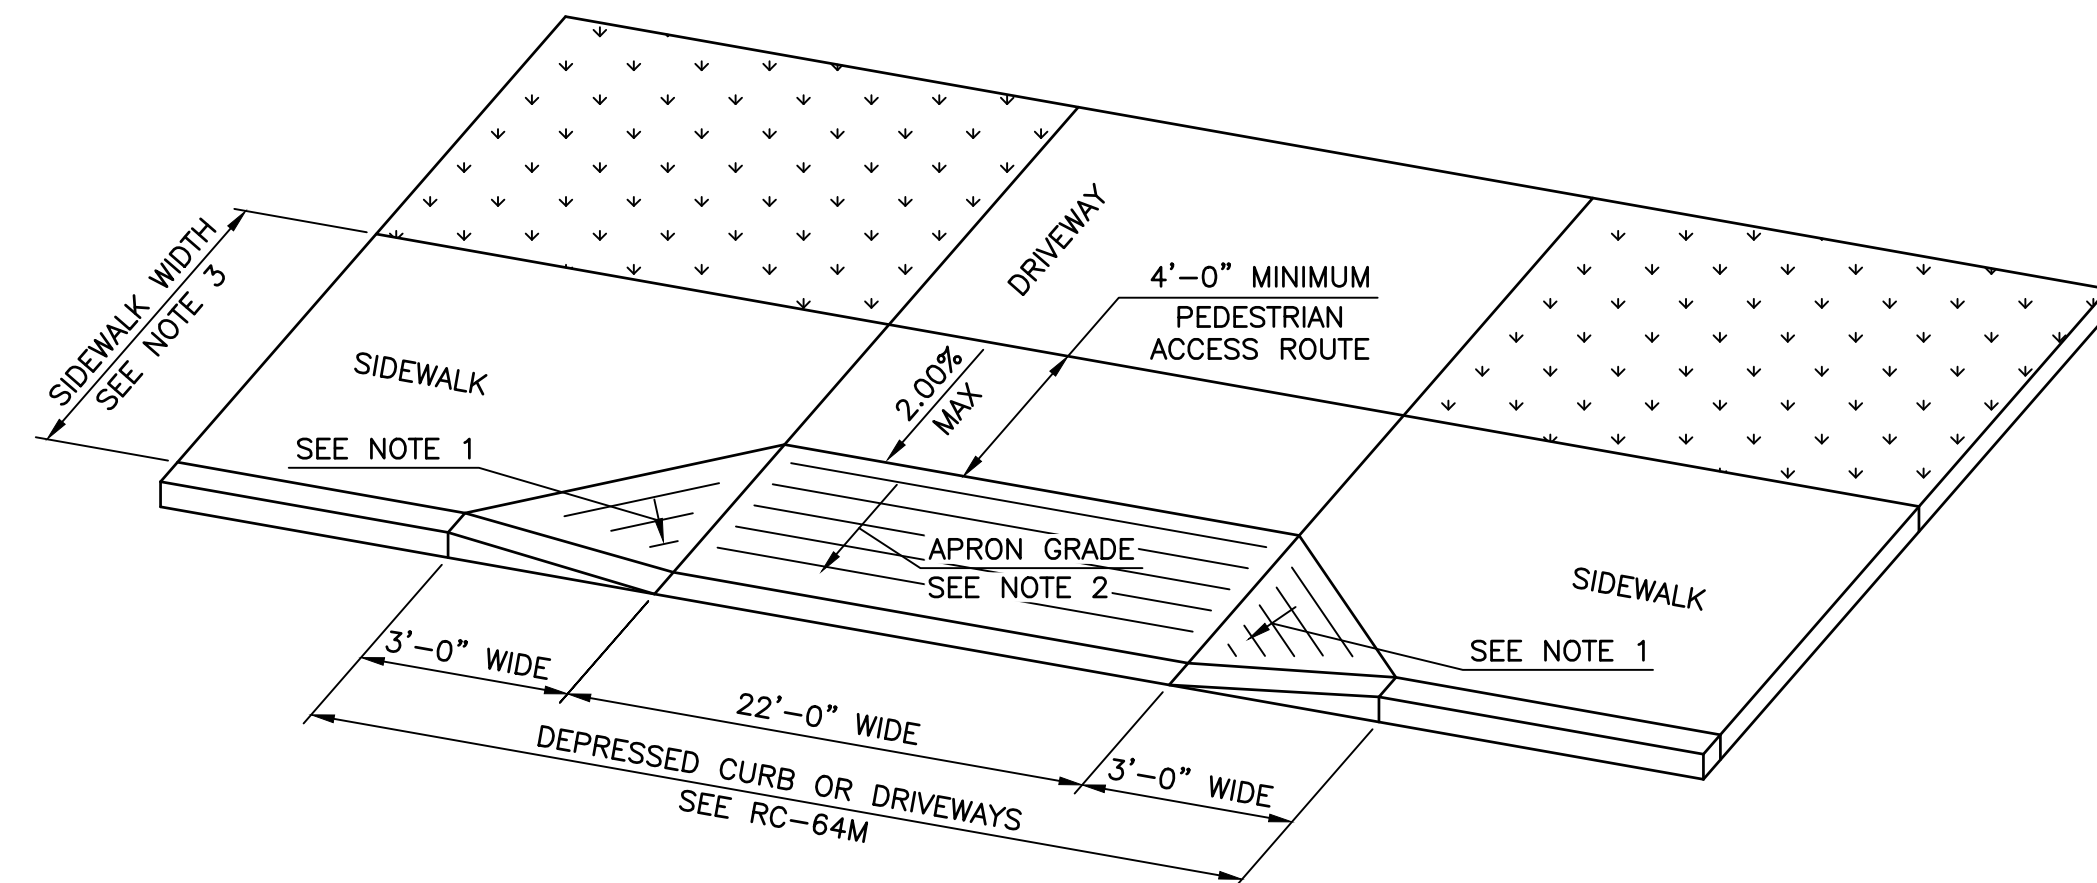 DRIVEWAY
4'-0" MINIMUM
PEDESTRIAN
ACCESS ROUTE
SIDEWALK WIDTH
SEE NOTE 3
SIDEWALK
2.00%
MAX
SEE NOTE 1
APRON GRADE
SEE NOTE 2
SIDEWALK
SEE NOTE 1
3'-0" WIDE
22'-0" WIDE
3'-0" WIDE
DEPRESSED CURB OR DRIVEWAYS
SEE RC-64M